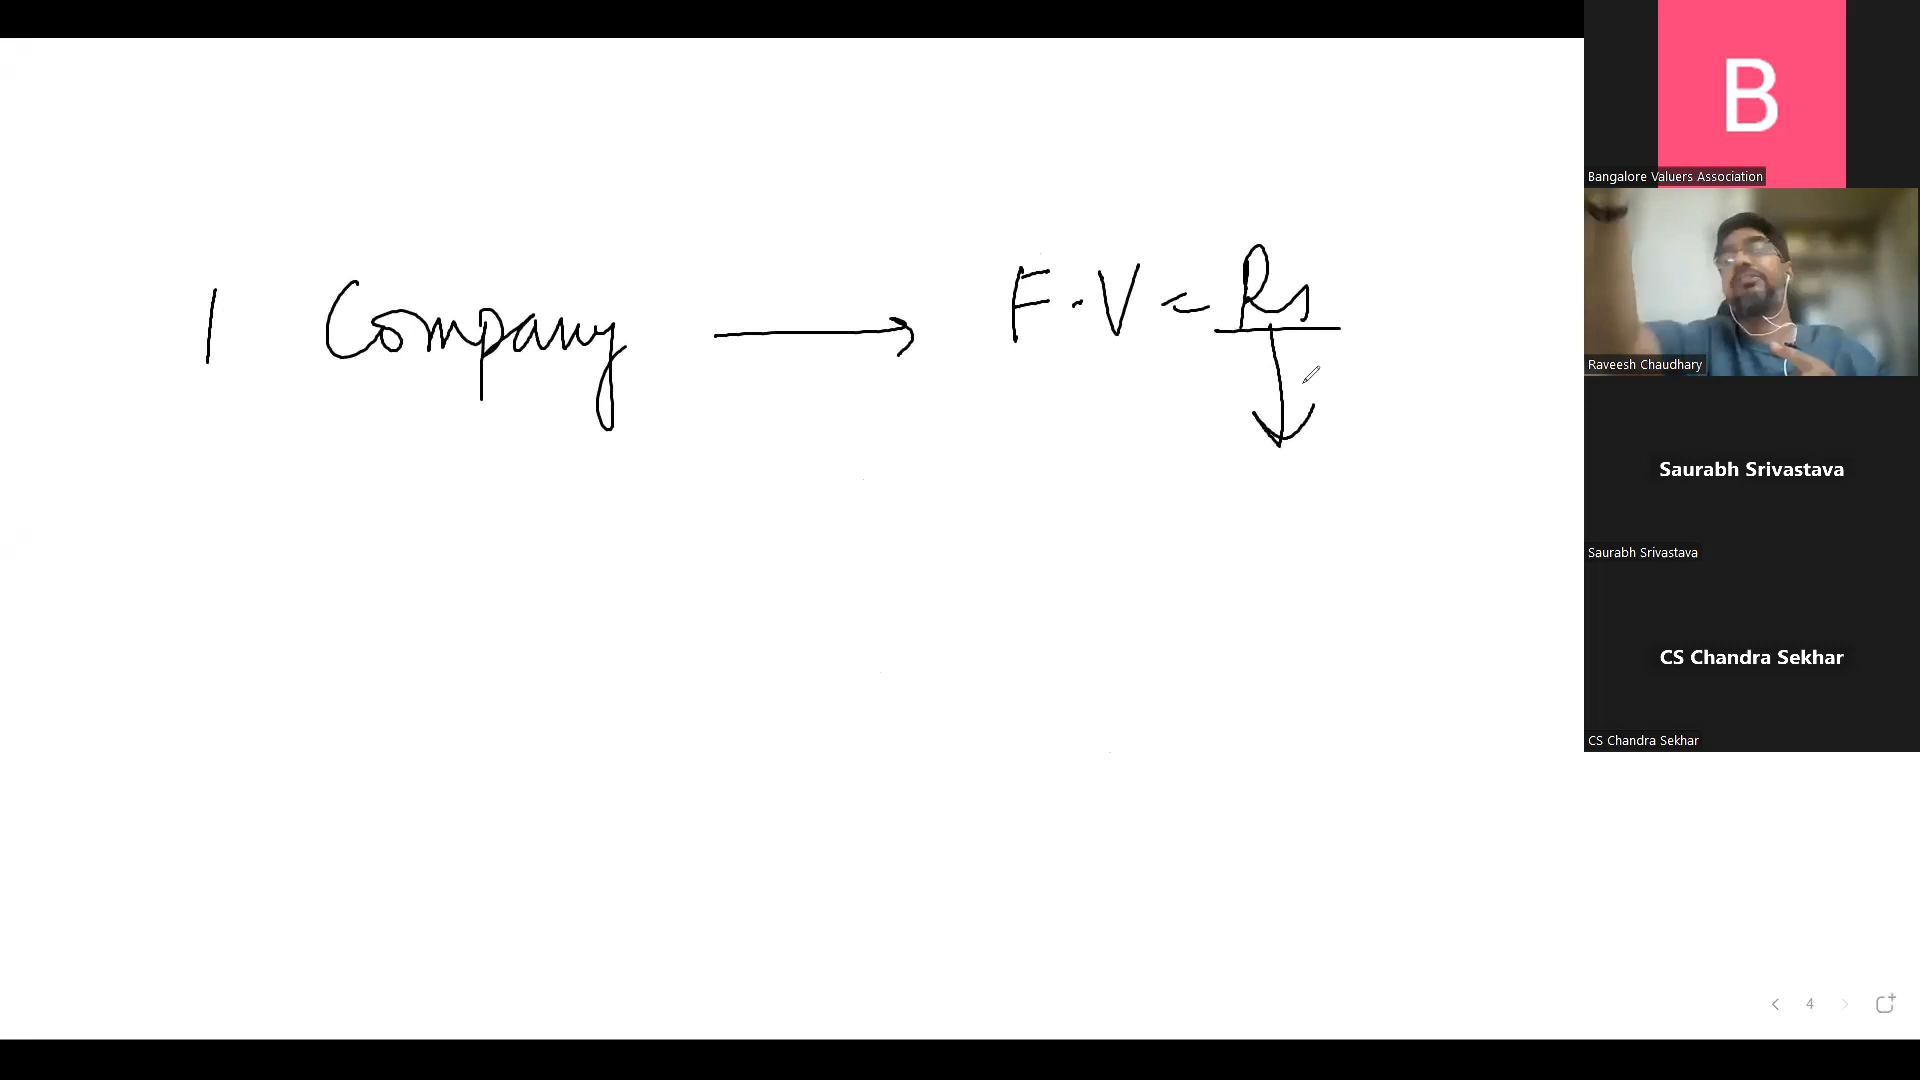 1 Company → F.V = Rs
B
Bangalore Valuers Association
Raveesh Chaudhary
Saurabh Srivastava
Saurabh Srivastava
CS Chandra Sekhar
CS Chandra Sekhar
4